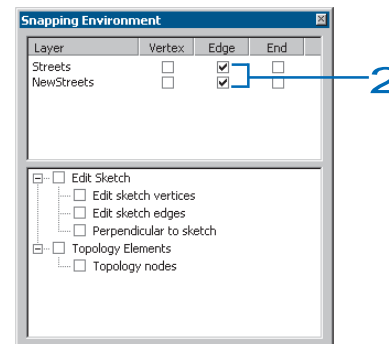 Snapping Environment
Layer Vertex Edge End
Streets
NewStreets
2
Edit Sketch
Edit sketch vertices
Edit sketch edges
Perpendicular to sketch
Topology Elements
Topology nodes